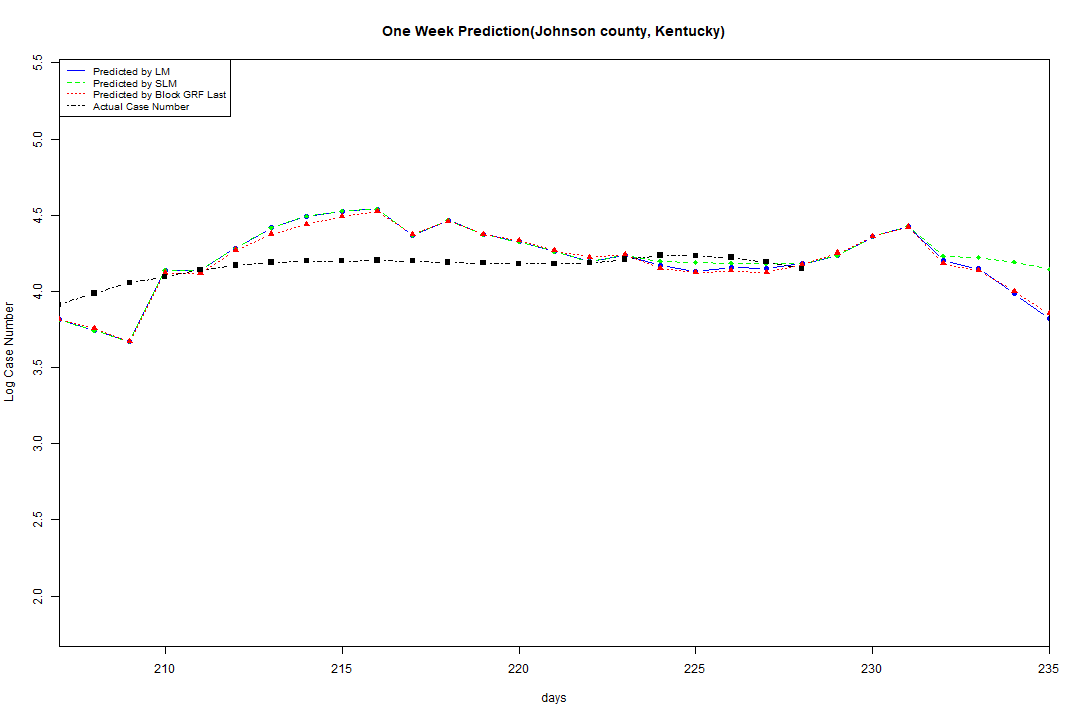 One Week Prediction(Johnson county, Kentucky)
Predicted by LM
Predicted by SLM
Predicted by Block GRF Last
Actual Case Number
Log Case Number
5.5
5.0
4.5
4.0
3.5
3.0
2.5
2.0
210 215 220 225 230 235
days